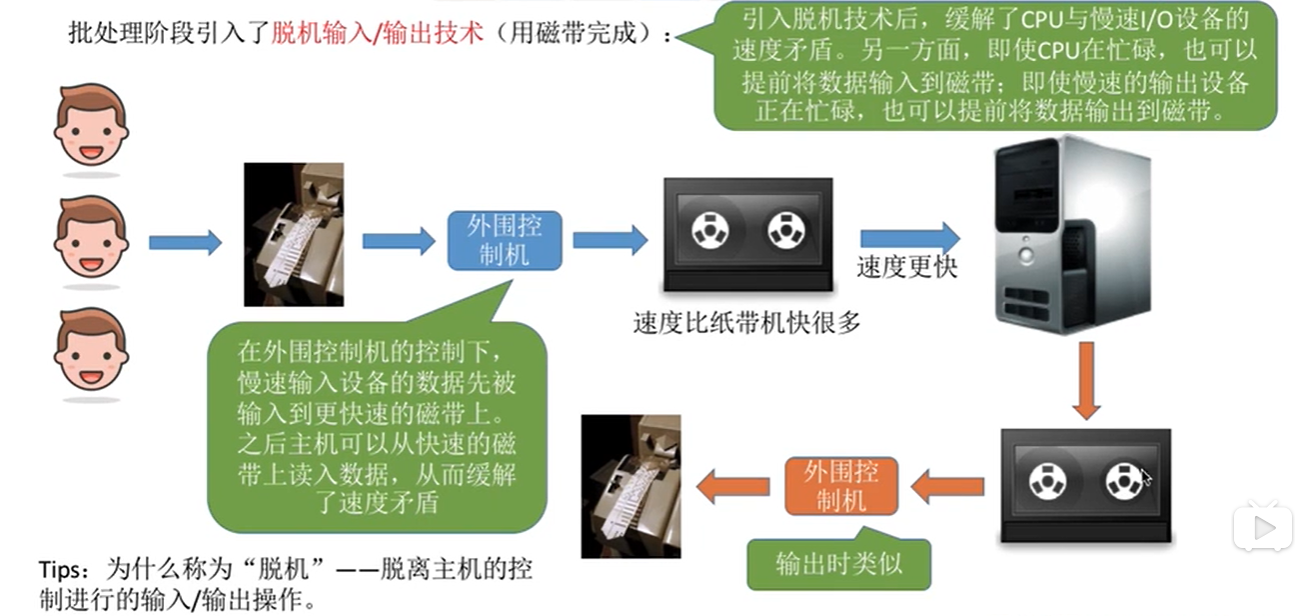 批处理阶段引入了脱机输入/输出技术（用磁带完成）：
引入脱机技术后，缓解了CPU与慢速I/O设备的
速度矛盾。另一方面，即使CPU在忙碌，也可以
提前将数据输入到磁带；即使慢速的输出设备
正在忙碌，也可以提前将数据输出到磁带。
外围控
制机
速度更快
速度比纸带机快很多
在外围控制机的控制下，
慢速输入设备的数据先被
输入到更快速的磁带上。
之后主机可以从快速的磁
带上读入数据，从而缓解
了速度矛盾
外围控
制机
输出时类似
Tips：为什么称为“脱机”——脱离主机的控
制进行的输入/输出操作。